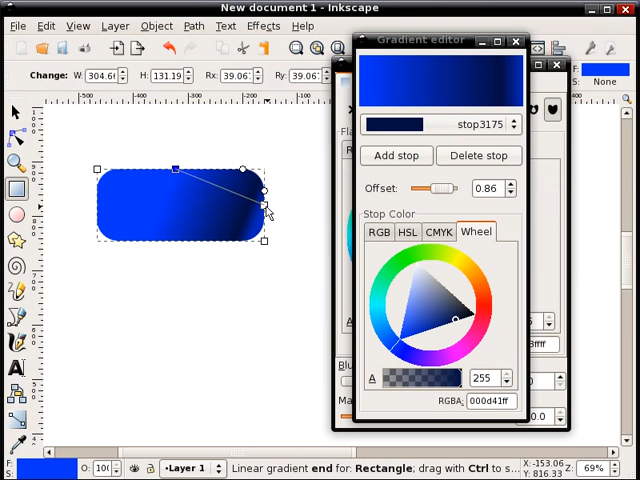 New document 1 - Inkscape
File Edit View Layer Object Path Text Effects Help
Change: W: 304.6 H: 131.19 Rx: 39.06 Ry: 39.06
F:
S: None
-500 -400 -300
Gradient editor
stop3175
Add stop Delete stop
Offset: 0.86
Stop Color
RGB HSL CMYK Wheel
A 255
RGBA: 000d41ff
F:
S:
O: 100
•Layer 1
Linear gradient end for: Rectangle; drag with Ctrl to s...
X: -153.06
Y: 816.33
Z: 69%